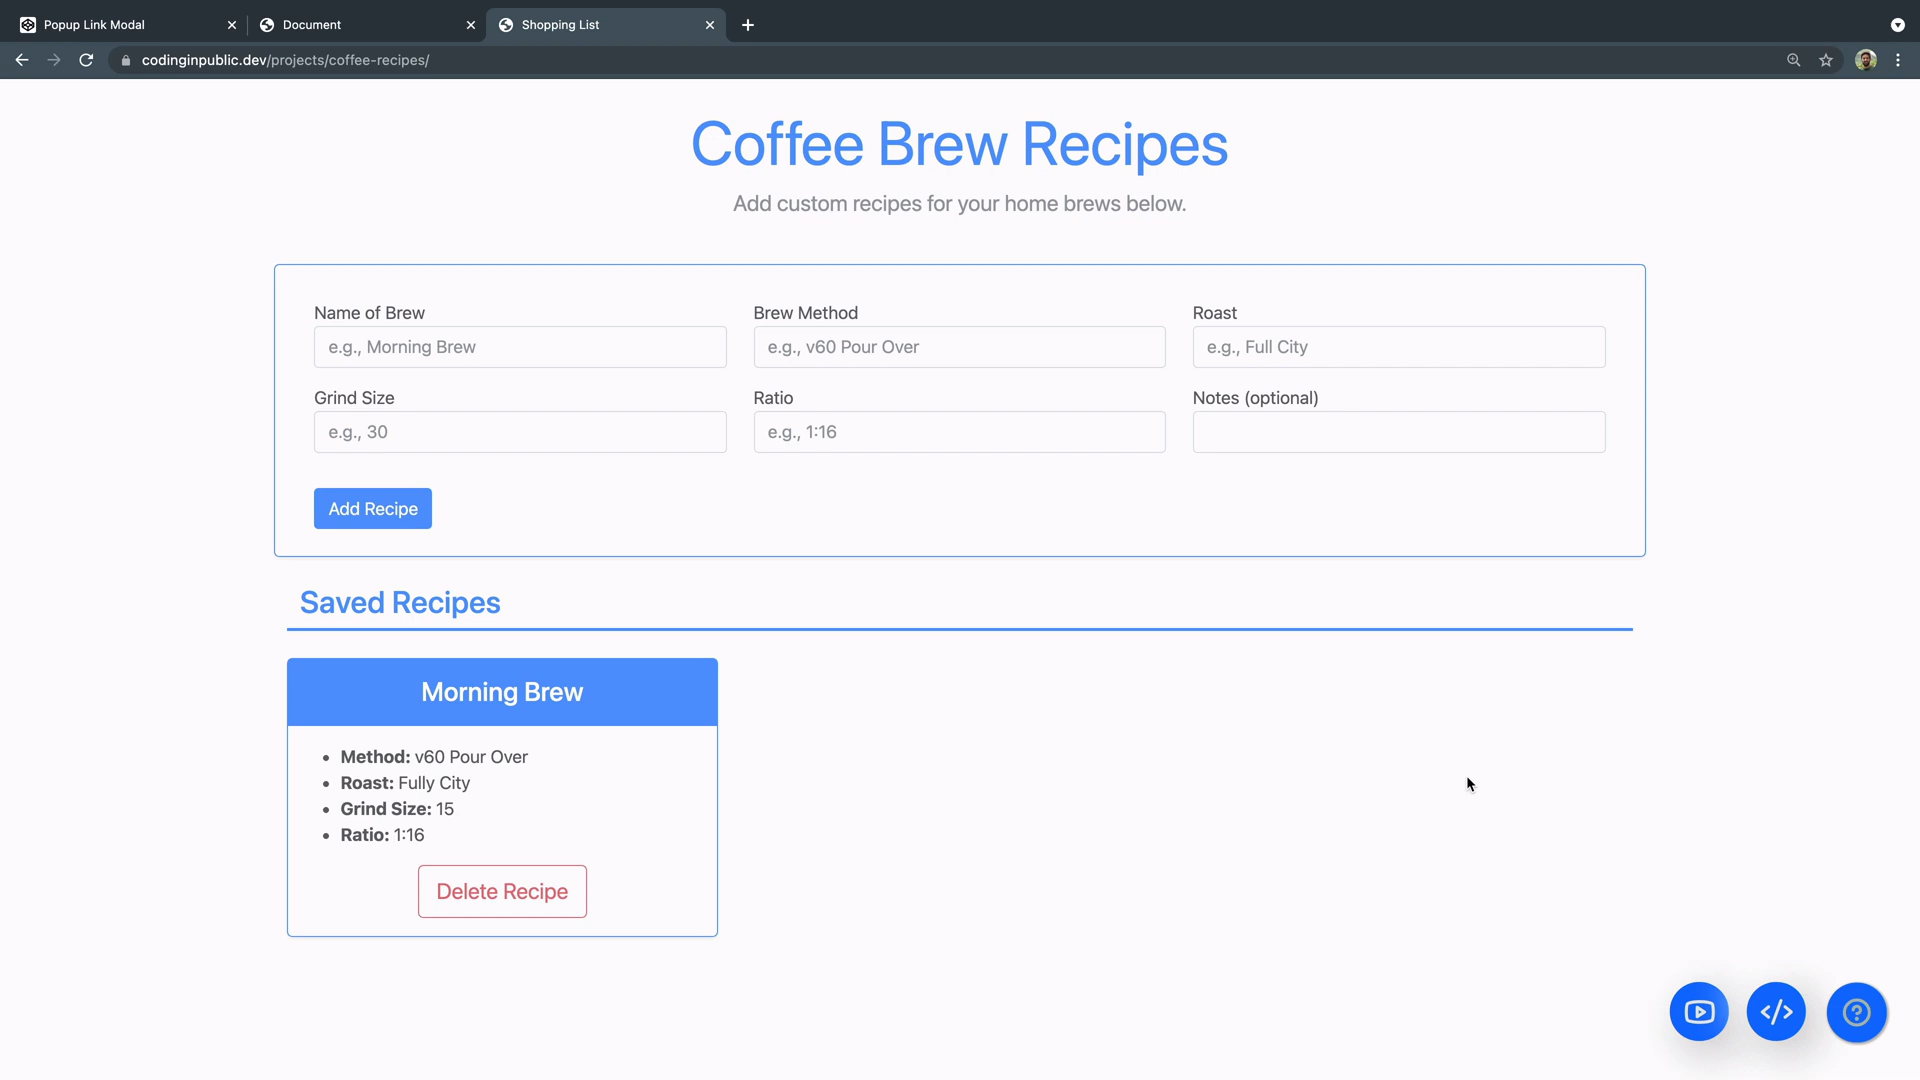 Popup Link Modal
Document
Shopping List
codinginpublic.dev/projects/coffee-recipes/
Coffee Brew Recipes
Add custom recipes for your home brews below.
Name of Brew
Brew Method
Roast
e.g., Morning Brew
e.g., v60 Pour Over
e.g., Full City
Grind Size
Ratio
Notes (optional)
e.g., 30
e.g., 1:16
Add Recipe
Saved Recipes
Morning Brew
• Method: v60 Pour Over
• Roast: Fully City
• Grind Size: 15
• Ratio: 1:16
Delete Recipe